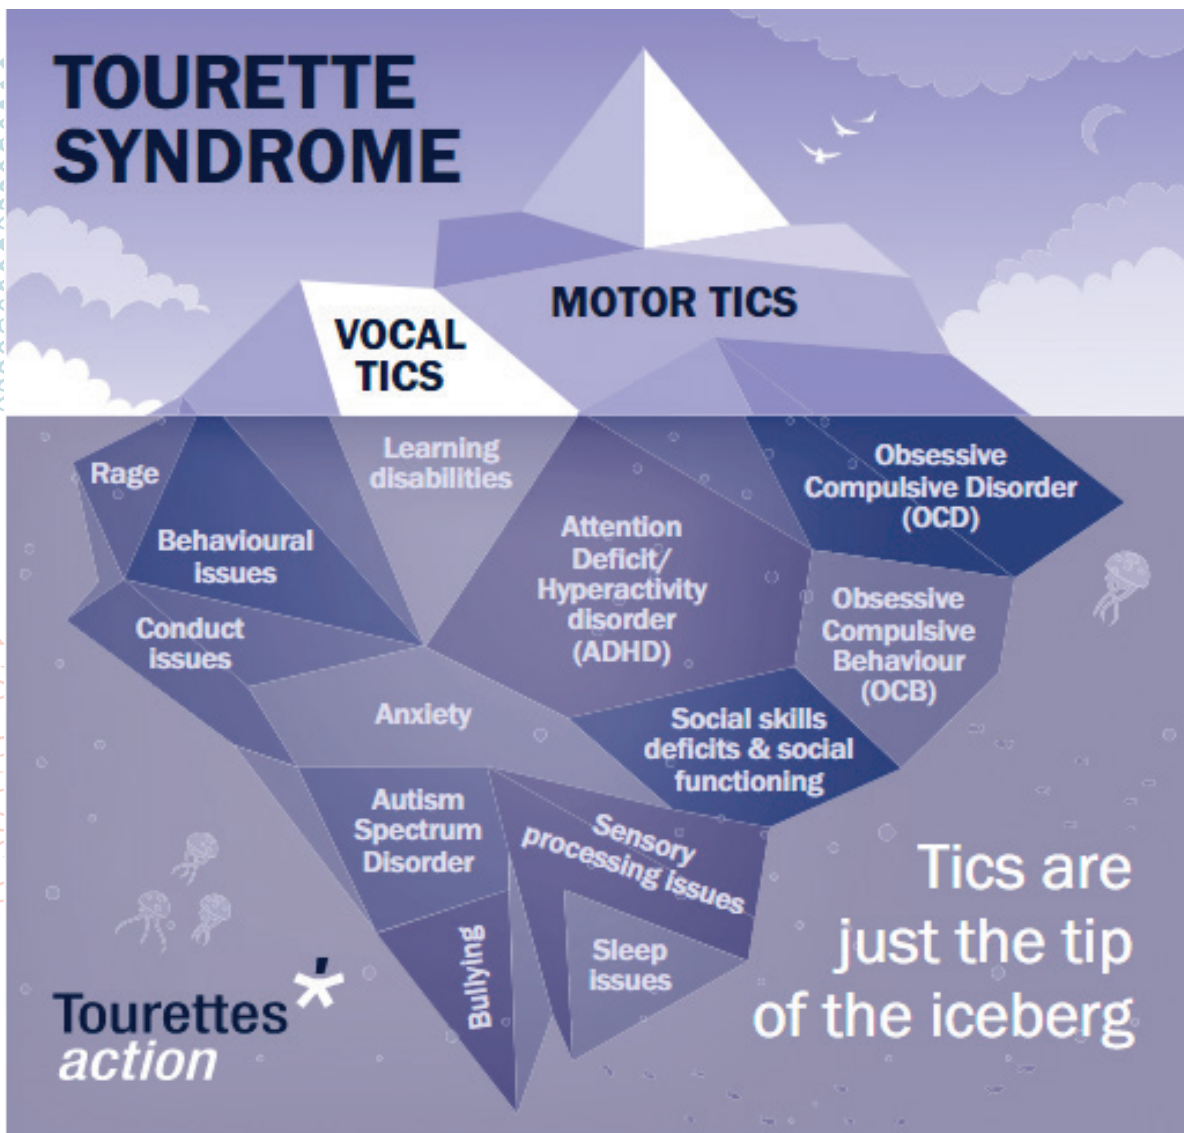 TOURETTE
SYNDROME
MOTOR TICS
VOCAL
TICS
Learning
disabilities
Rage
Obsessive
Compulsive Disorder
(OCD)
Behavioural
issues
Attention
Deficit/
Hyperactivity
disorder
(ADHD)
Obsessive
Compulsive
Behaviour
(OCB)
Conduct
issues
Anxiety
Social skills
deficits & social
functioning
Autism
Spectrum
Disorder
Sensory
processing issues
Bullying
Sleep
issues
Tics are
just the tip
of the iceberg
Tourettes
action